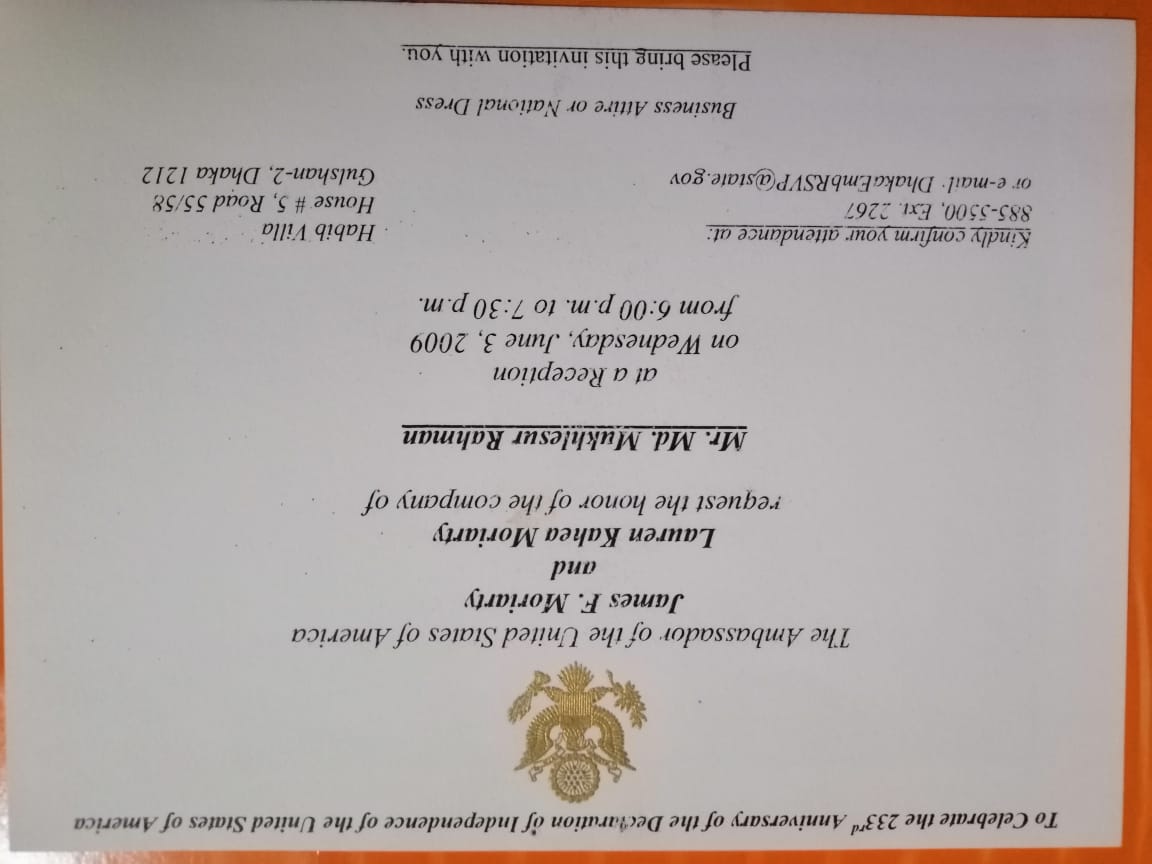 To Celebrate the 233rd Anniversary of the Declaration of Independence of the United States of America
The Ambassador of the United States of America
James F. Moriarty
and
Lauren Kahea Moriarty
request the honor of the company of
Mr. Md. Mukhlesur Rahman
at a Reception
on Wednesday, June 3, 2009
from 6:00 p.m. to 7:30 p.m.
Kindly confirm your attendance at:
885-5500, Ext. 2267
or e-mail: DhakaEmbRSVP@state.gov
Habib Villa
House # 5, Road 55/58
Gulshan-2, Dhaka 1212
Business Attire or National Dress
Please bring this invitation with you.